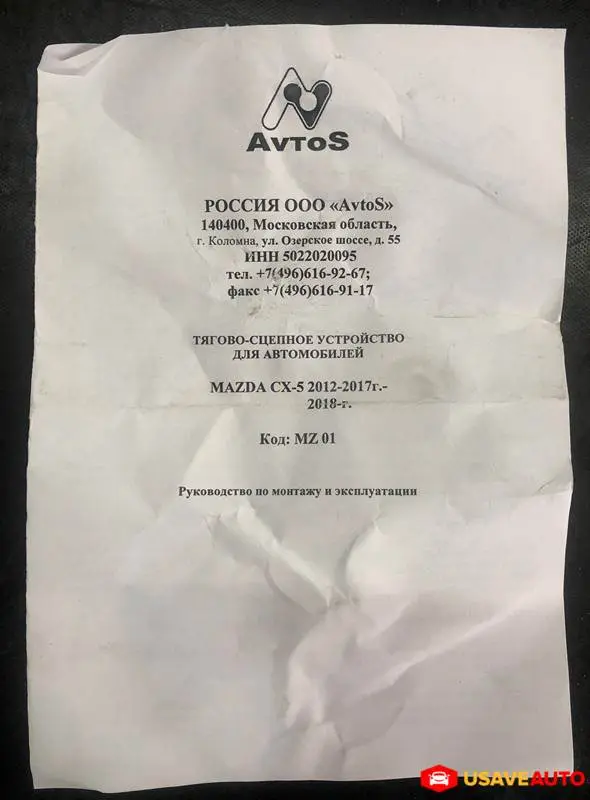 AvtoS
РОССИЯ ООО «AvtoS»
140400, Московская область,
г. Коломна, ул. Озерское шоссе, д. 55
ИНН 5022020095
тел. +7(496)616-92-67;
факс +7(496)616-91-17
ТЯГОВО-СЦЕПНОЕ УСТРОЙСТВО
ДЛЯ АВТОМОБИЛЕЙ
MAZDA CX-5 2012-2017г.-
2018-г.
Код: MZ 01
Руководство по монтажу и эксплуатации
USAVEAUTO